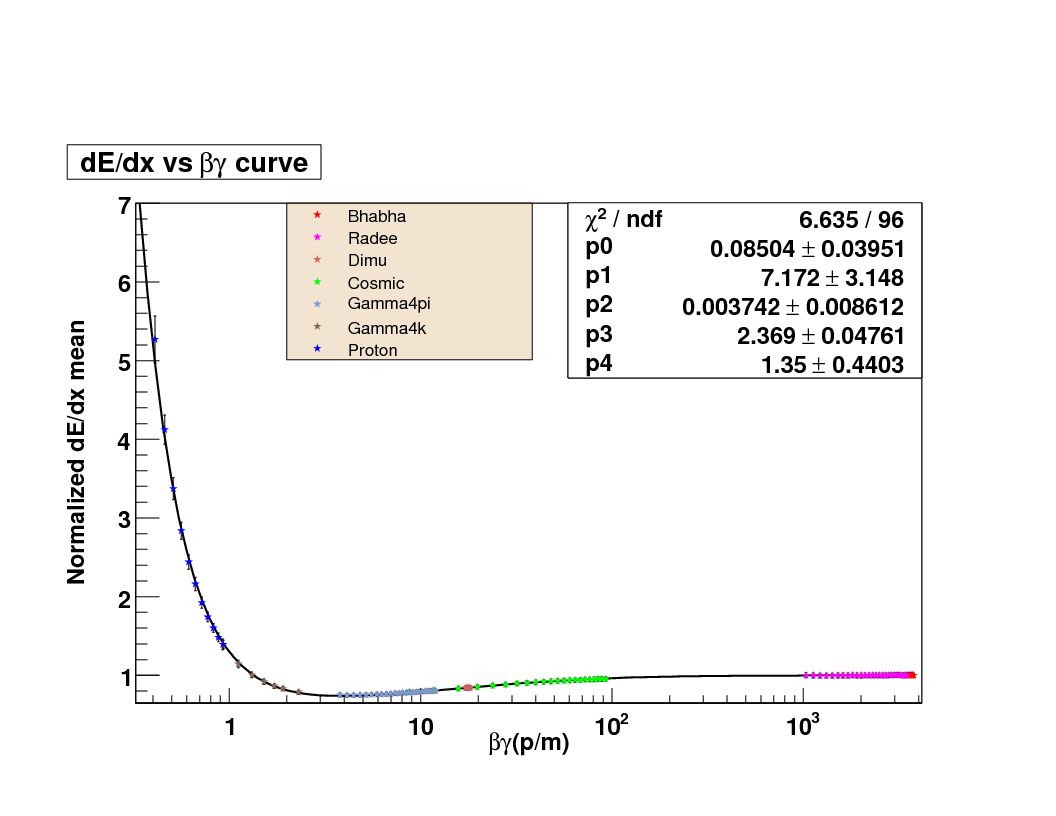 dE/dx vs βγ curve
Normalized dE/dx mean
7
6
5
4
3
2
1
Bhabha
Radee
Dimu
Cosmic
Gamma4pi
Gamma4k
Proton
χ² / ndf 6.635 / 96
p0 0.08504 ± 0.03951
p1 7.172 ± 3.148
p2 0.003742 ± 0.008612
p3 2.369 ± 0.04761
p4 1.35 ± 0.4403
1 10 10² 10³
βγ(p/m)